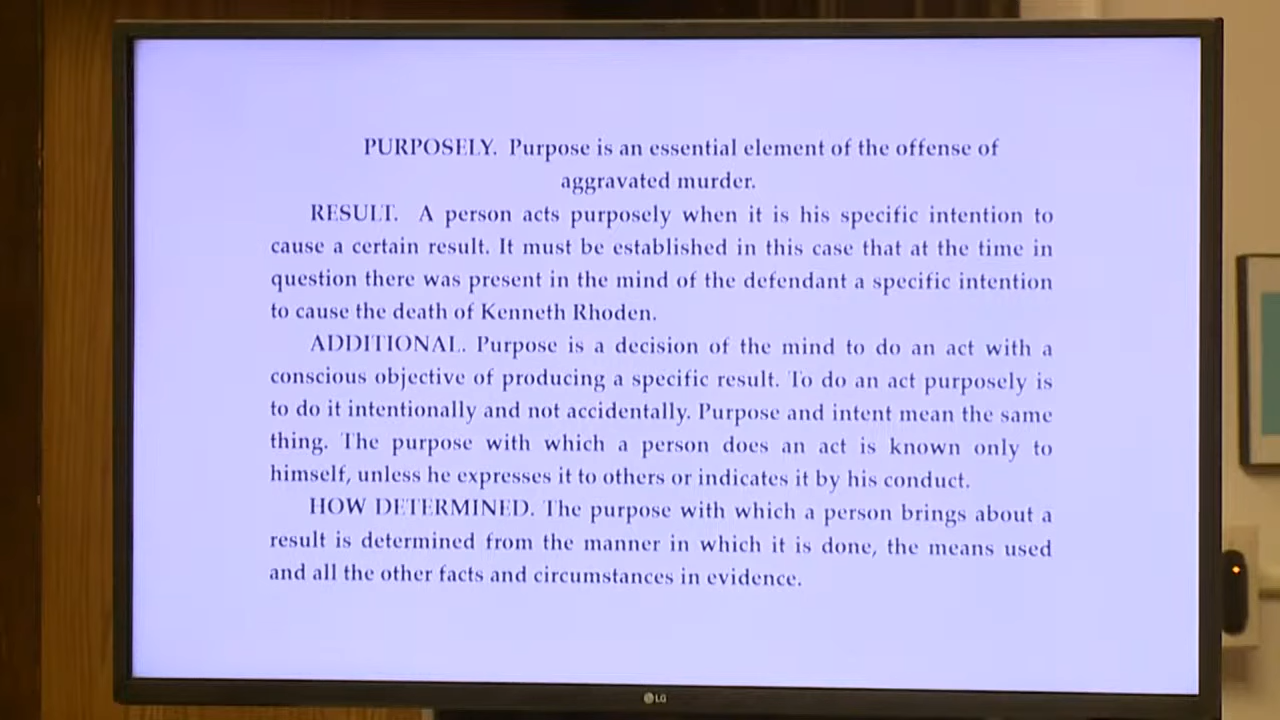 PURPOSELY. Purpose is an essential element of the offense of
aggravated murder.
RESULT. A person acts purposely when it is his specific intention to
cause a certain result. It must be established in this case that at the time in
question there was present in the mind of the defendant a specific intention
to cause the death of Kenneth Rhoden.
ADDITIONAL. Purpose is a decision of the mind to do an act with a
conscious objective of producing a specific result. To do an act purposely is
to do it intentionally and not accidentally. Purpose and intent mean the same
thing. The purpose with which a person does an act is known only to
himself, unless he expresses it to others or indicates it by his conduct.
HOW DETERMINED. The purpose with which a person brings about a
result is determined from the manner in which it is done, the means used
and all the other facts and circumstances in evidence.
LG